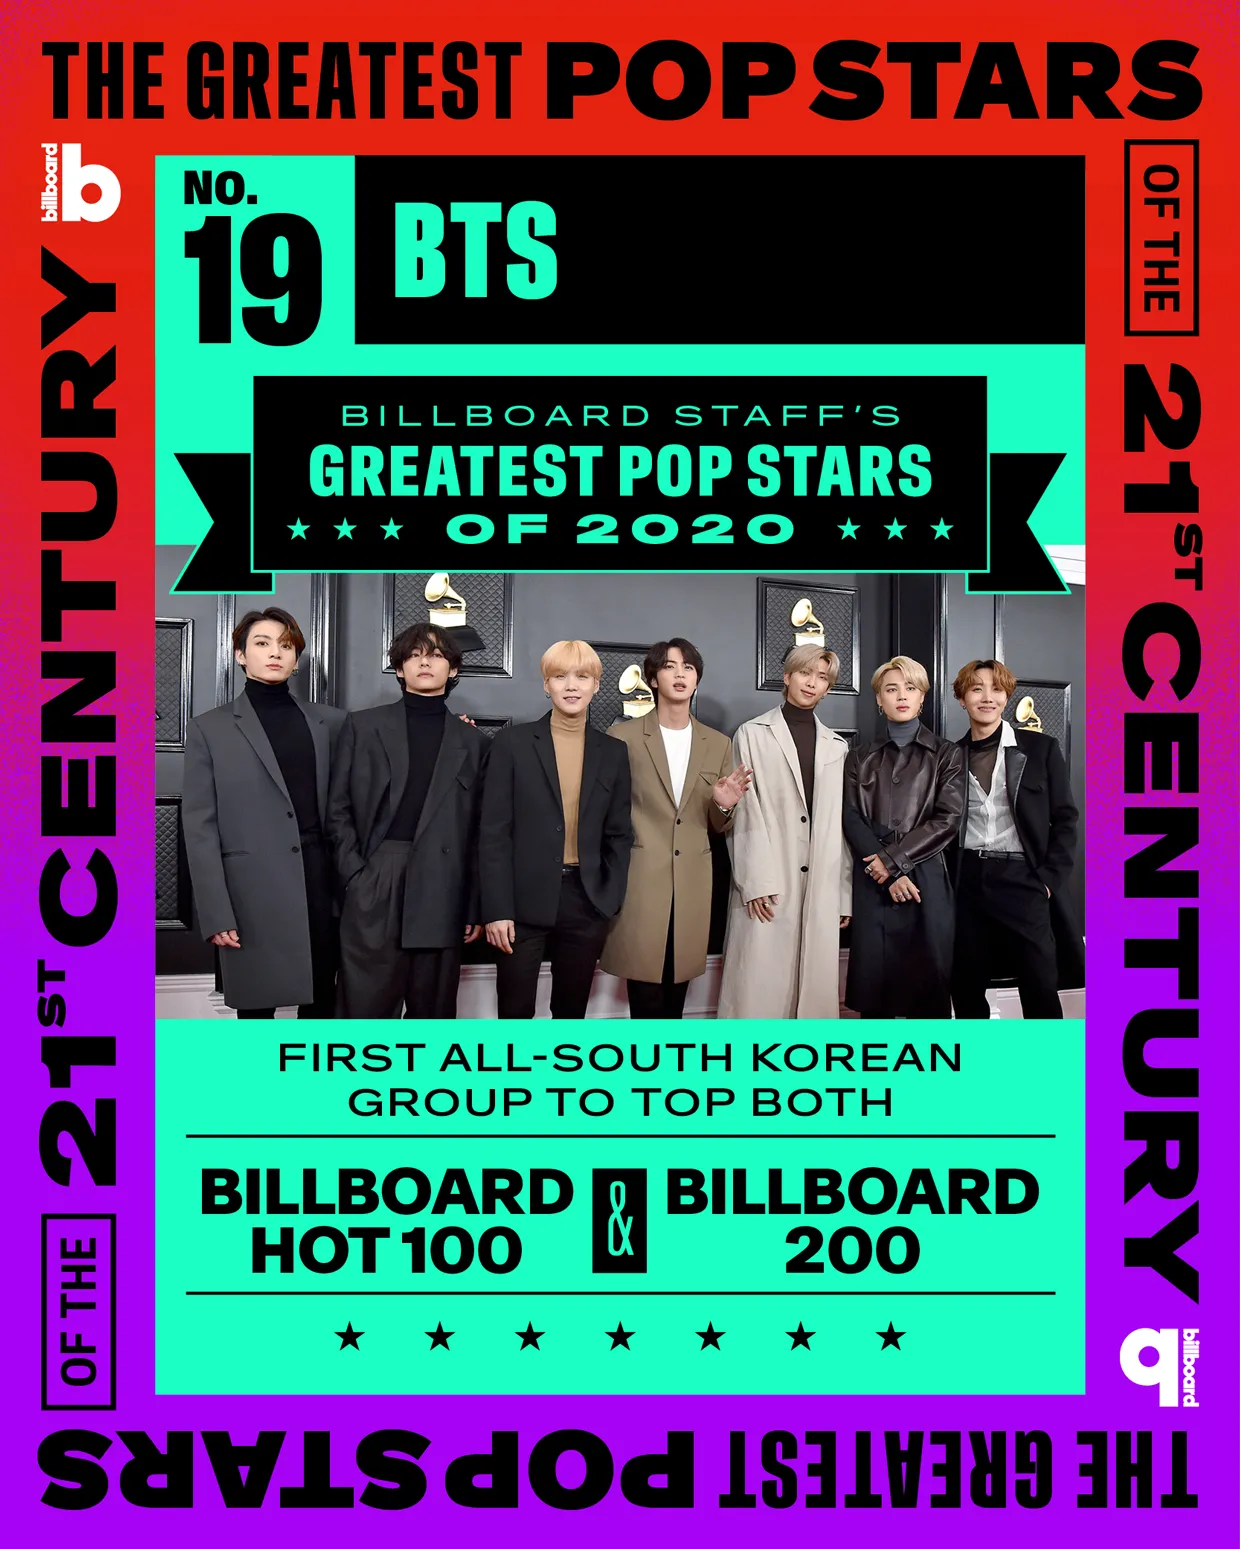 THE GREATEST POP STARS
billboard
b
OF THE
21ST CENTURY
NO.
19
BTS
BILLBOARD STAFF'S
GREATEST POP STARS
★ ★ ★ OF 2020 ★ ★ ★
FIRST ALL-SOUTH KOREAN
GROUP TO TOP BOTH
BILLBOARD
HOT 100
&
BILLBOARD
200
★ ★ ★ ★ ★ ★ ★
billboard
b
THE GREATEST POP STARS
OF THE
21ST CENTURY